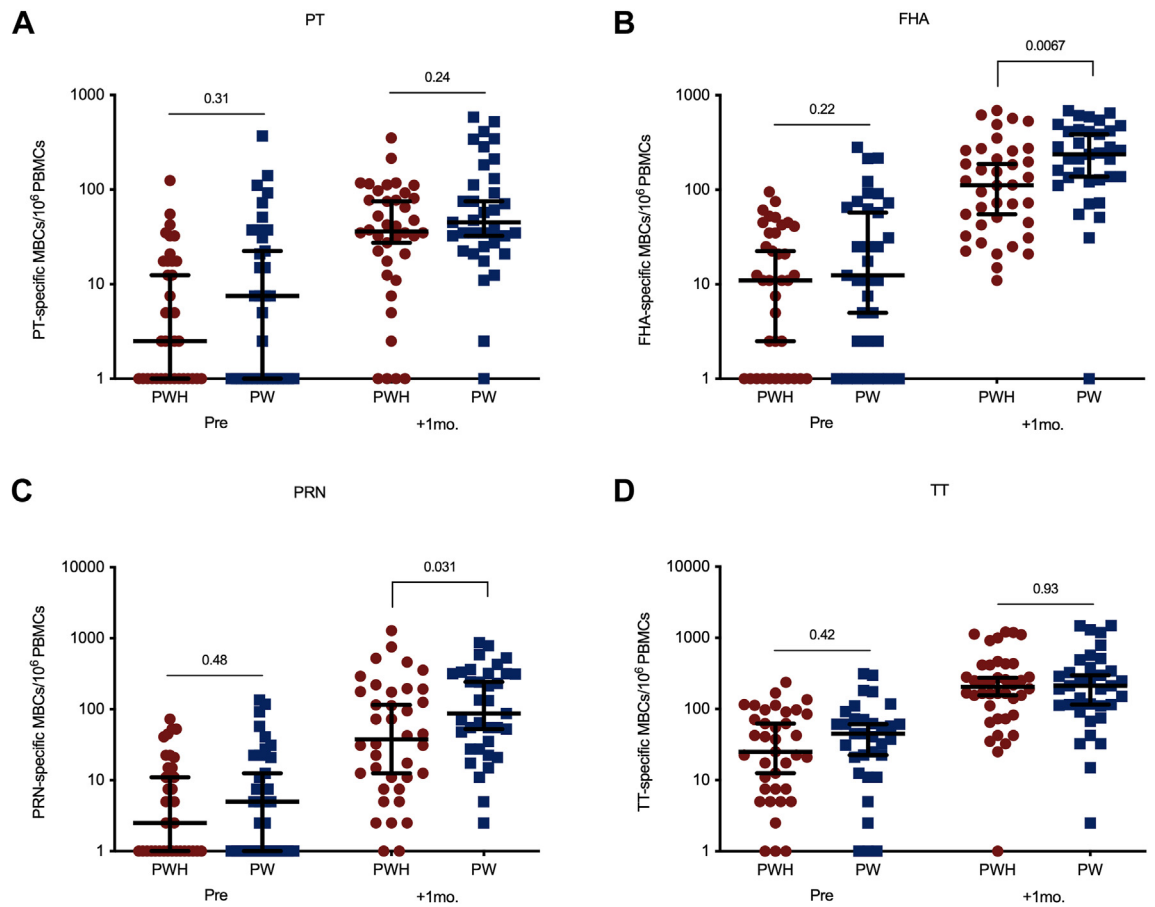 A
PT
PT-specific MBCs/10⁶ PBMCs
1000
100
10
1
0.31
0.24
PWH
PW
PWH
PW
Pre
+1mo.
B
FHA
FHA-specific MBCs/10⁶ PBMCs
1000
100
10
1
0.22
0.0067
PWH
PW
PWH
PW
Pre
+1mo.
C
PRN
PRN-specific MBCs/10⁶ PBMCs
10000
1000
100
10
1
0.48
0.031
PWH
PW
PWH
PW
Pre
+1mo.
D
TT
TT-specific MBCs/10⁶ PBMCs
10000
1000
100
10
1
0.42
0.93
PWH
PW
PWH
PW
Pre
+1mo.